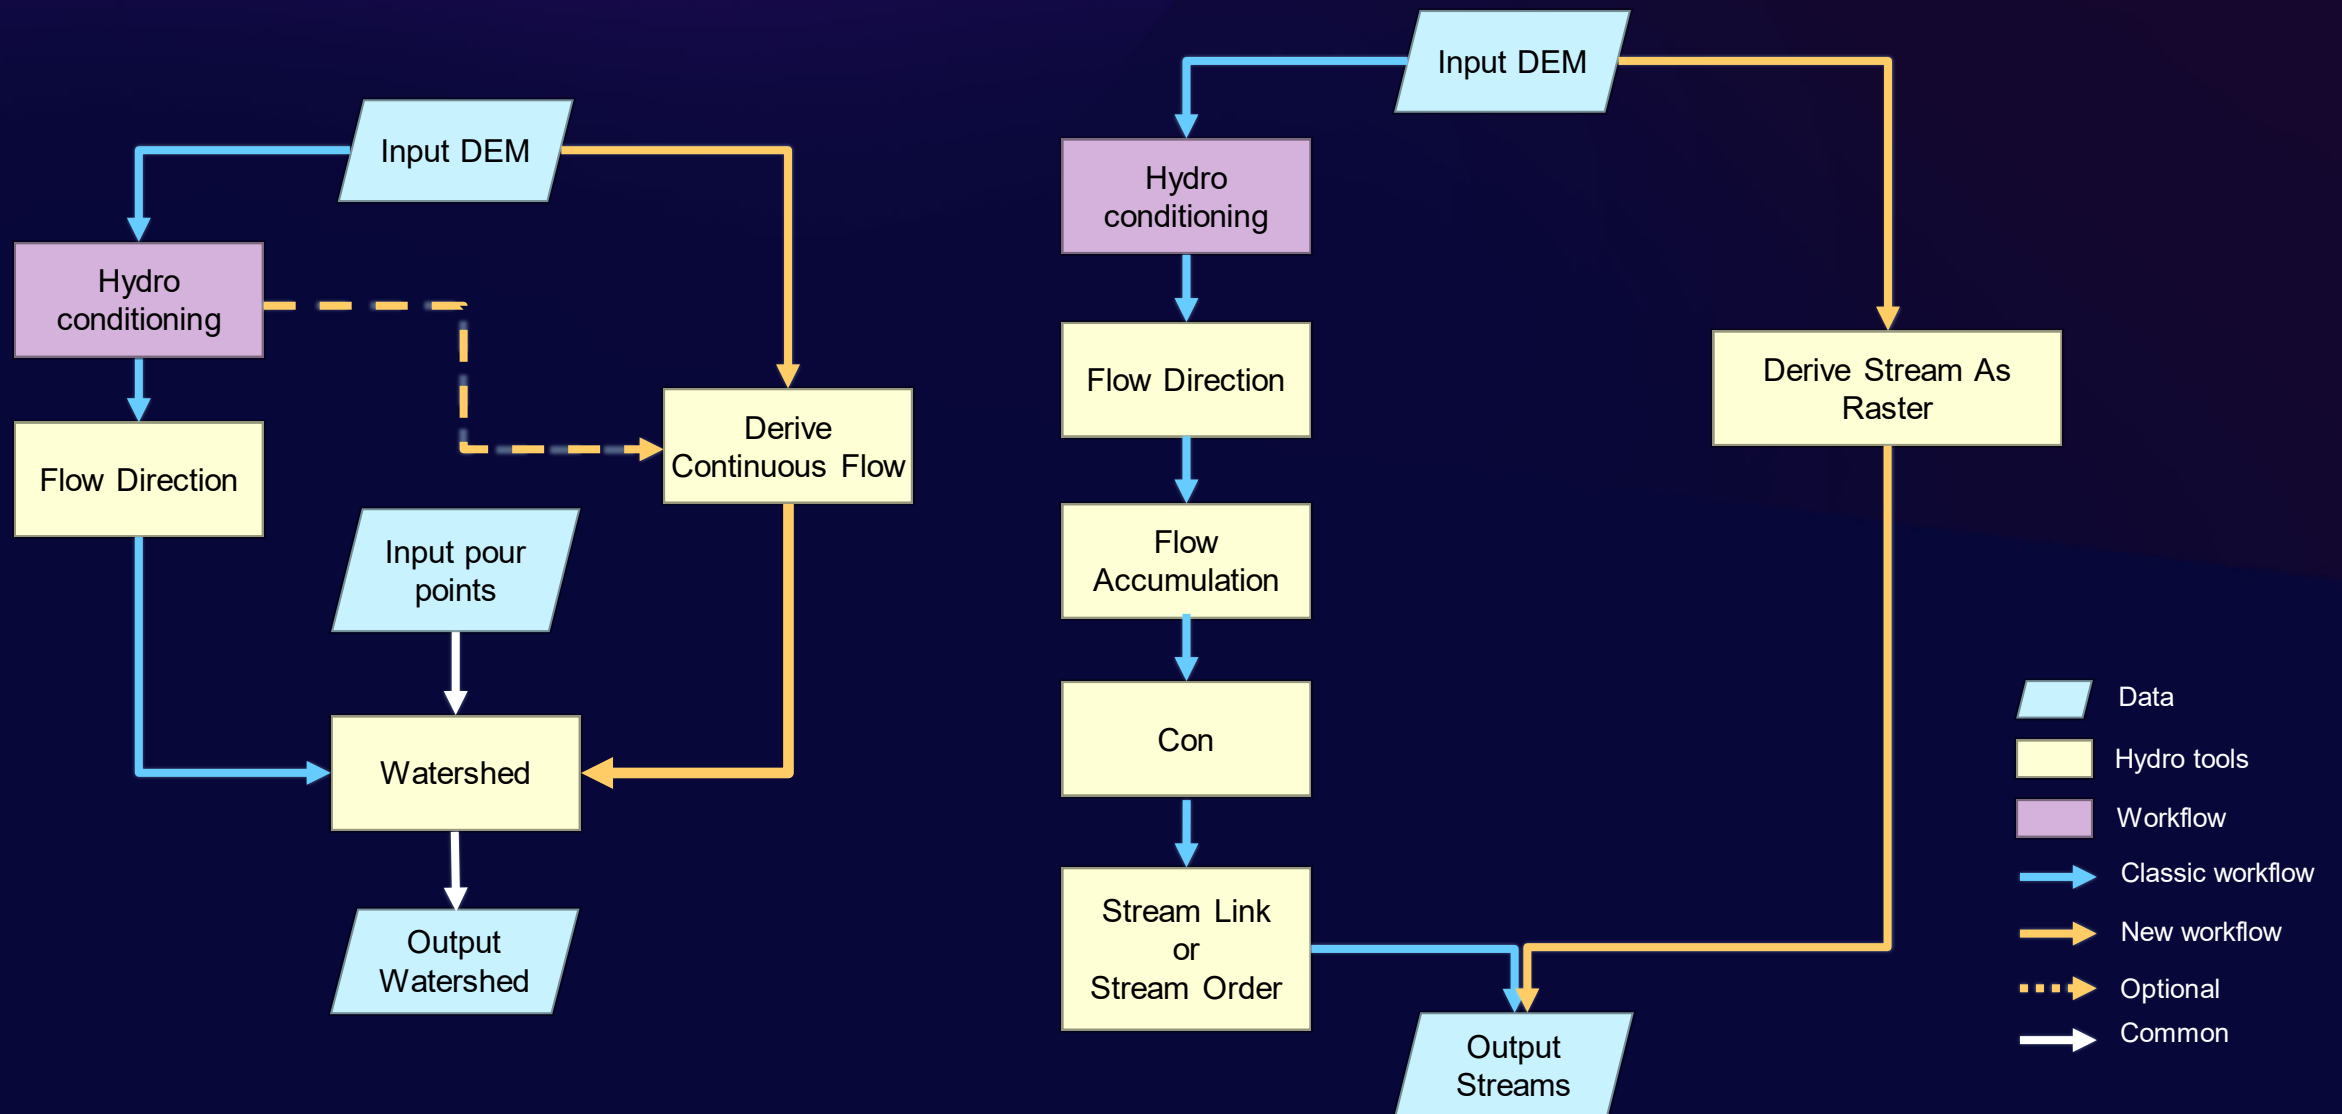 Input DEM
Hydro
conditioning
Flow Direction
Derive
Continuous Flow
Input pour
points
Watershed
Output
Watershed
Input DEM
Hydro
conditioning
Flow Direction
Flow
Accumulation
Con
Stream Link
or
Stream Order
Derive Stream As
Raster
Output
Streams
Data
Hydro tools
Workflow
Classic workflow
New workflow
Optional
Common